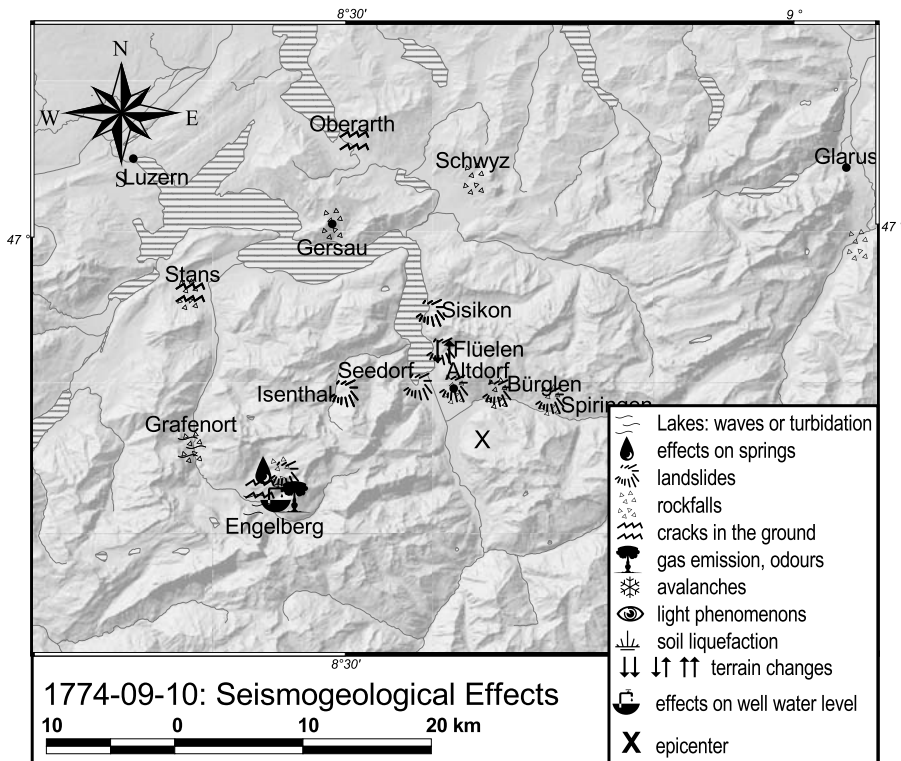 8°30'
9 °
N
W
E
S
Oberarth
Schwyz
Glarus
Luzern
47 °
47 °
Gersau
Stans
Sisikon
Flüelen
Seedorf
Altdorf
Isenthal
Bürglen
Spiringen
Grafenort
X
Engelberg
Lakes: waves or turbidation
effects on springs
landslides
rockfalls
cracks in the ground
gas emission, odours
avalanches
light phenomenons
soil liquefaction
terrain changes
effects on well water level
X epicenter
8°30'
1774-09-10: Seismogeological Effects
10 0 10 20 km